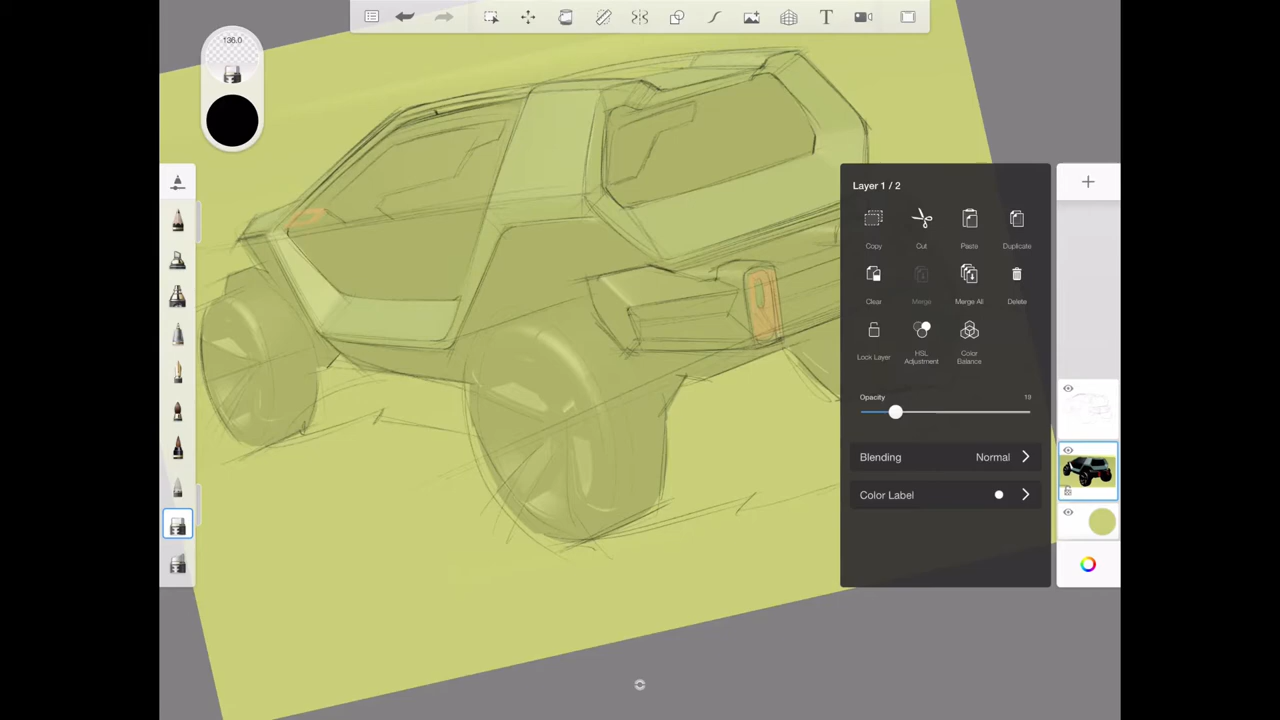 136.0
T
Layer 1 / 2
Copy
Cut
Paste
Duplicate
Clear
Merge
Merge All
Delete
Lock Layer
HSL
Adjustment
Color
Balance
Opacity
19
Blending
Normal
Color Label